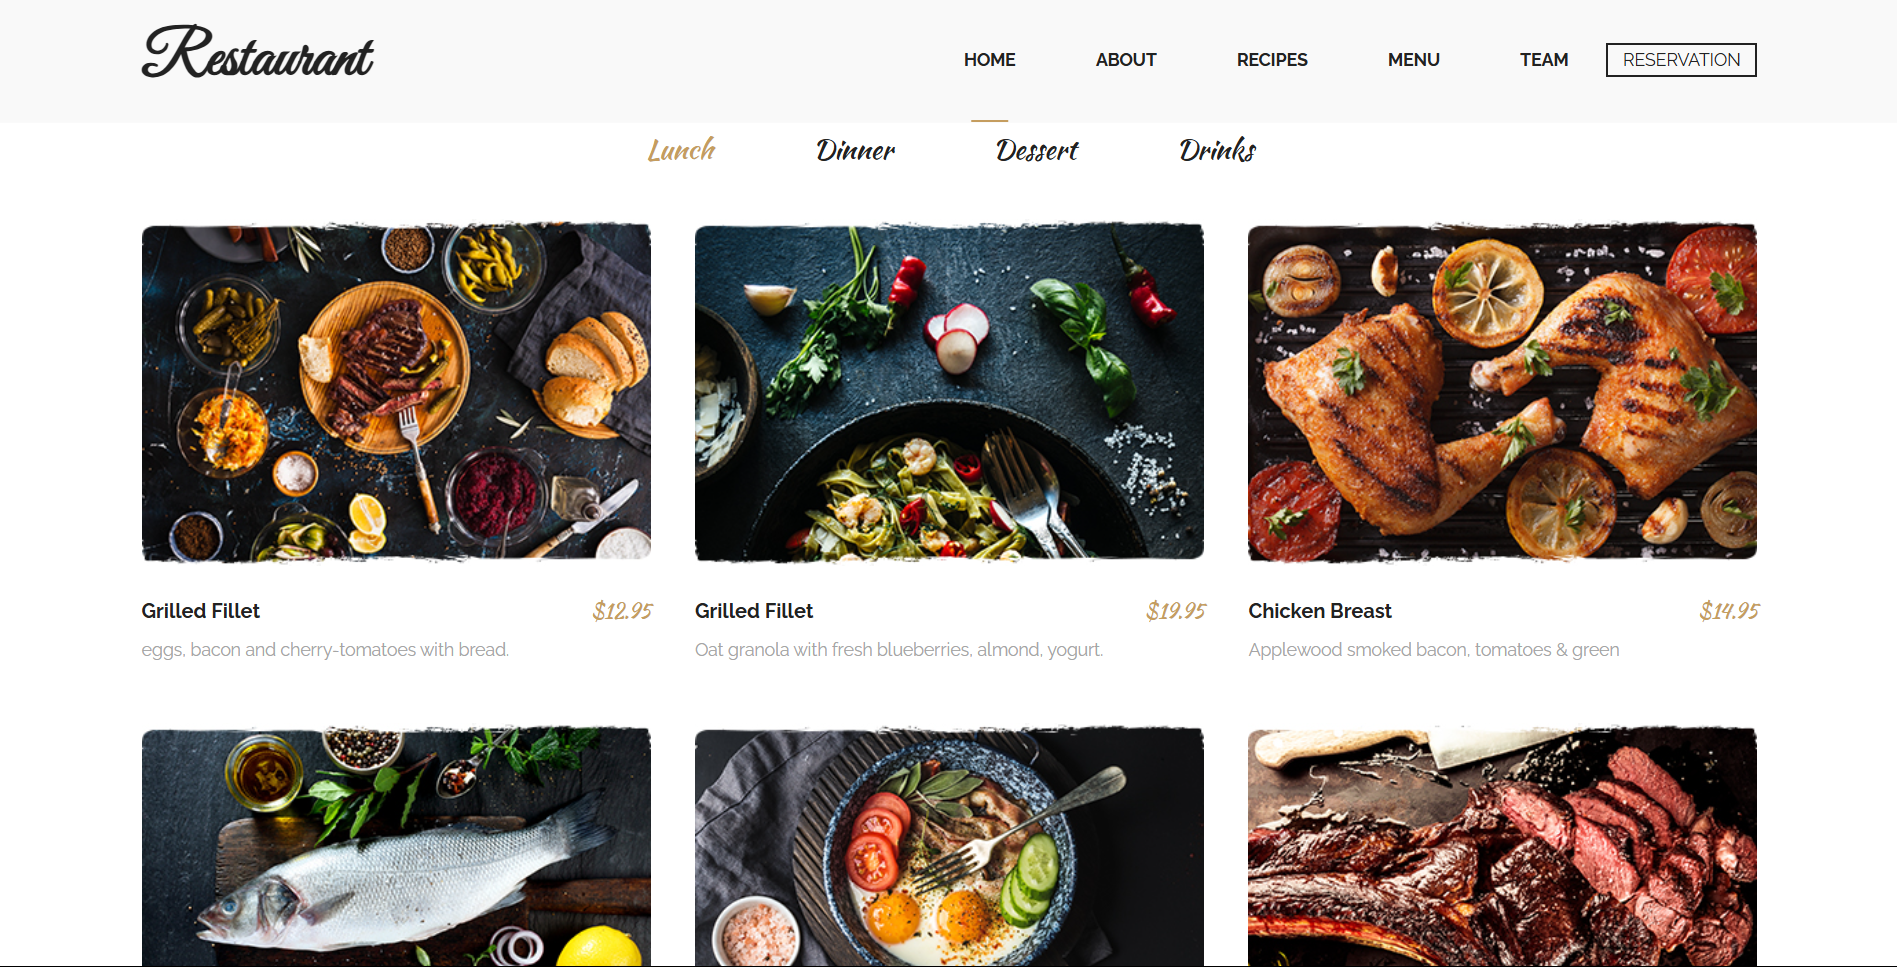 Restaurant
HOME ABOUT RECIPES MENU TEAM RESERVATION
Lunch Dinner Dessert Drinks
Grilled Fillet $12.95
eggs, bacon and cherry-tomatoes with bread.
Grilled Fillet $19.95
Oat granola with fresh blueberries, almond, yogurt.
Chicken Breast $14.95
Applewood smoked bacon, tomatoes & green